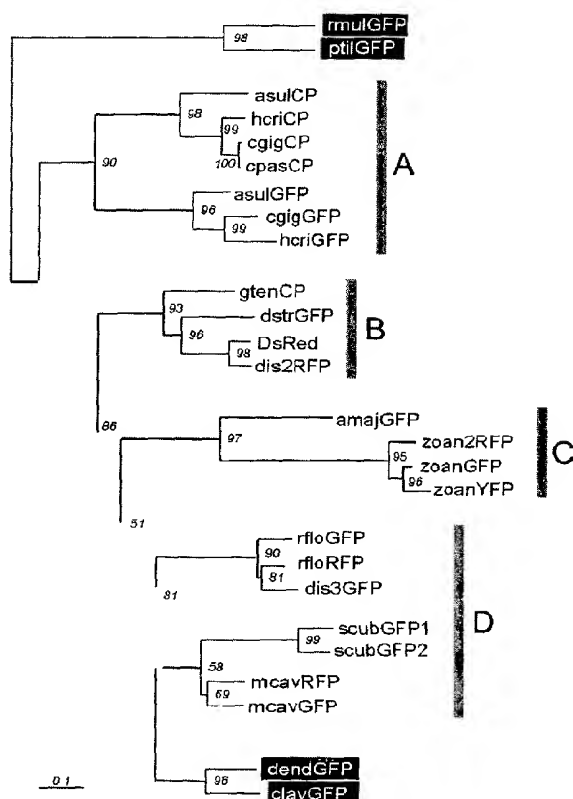 rmulGFP
98
ptilGFP
asulCP
98
hcriCP
99
cgigCP
100
cpasCP
90
A
asulGFP
96
cgigGFP
99
hcriGFP
gtenCP
93
dstrGFP
96
B
DsRed
98
dis2RFP
86
amajGFP
97
zoan2RFP
95
C
zoanGFP
96
zoanYFP
51
rfloGFP
90
rfloRFP
81
81
dis3GFP
D
scubGFP1
99
scubGFP2
58
mcavRFP
69
mcavGFP
dendGFP
96
0.1
clavGFP